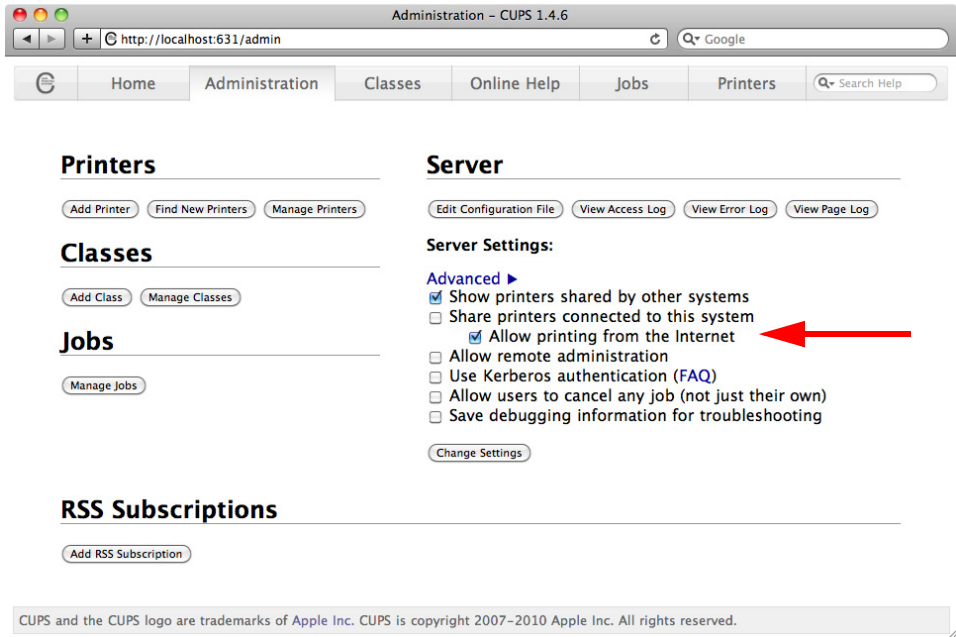 Administration – CUPS 1.4.6
http://localhost:631/admin
Google
Home Administration Classes Online Help Jobs Printers Search Help
Printers
Add Printer Find New Printers Manage Printers
Classes
Add Class Manage Classes
Jobs
Manage Jobs
Server
Edit Configuration File View Access Log View Error Log View Page Log
Server Settings:
Advanced ▶
Show printers shared by other systems
Share printers connected to this system
Allow printing from the Internet
Allow remote administration
Use Kerberos authentication (FAQ)
Allow users to cancel any job (not just their own)
Save debugging information for troubleshooting
Change Settings
RSS Subscriptions
Add RSS Subscription
CUPS and the CUPS logo are trademarks of Apple Inc. CUPS is copyright 2007-2010 Apple Inc. All rights reserved.